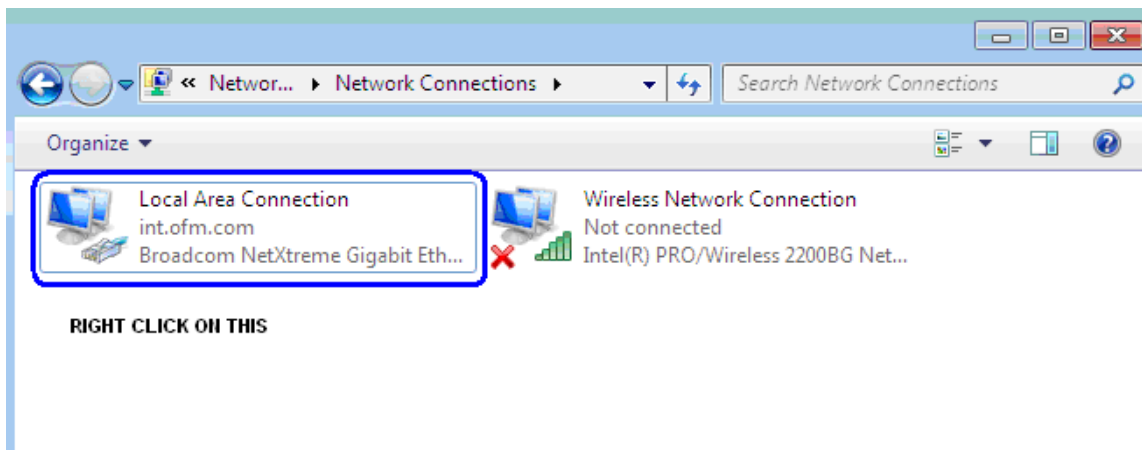 « Networ... Network Connections
Search Network Connections
Organize
Local Area Connection
int.ofm.com
Broadcom NetXtreme Gigabit Eth...
Wireless Network Connection
Not connected
Intel(R) PRO/Wireless 2200BG Net...
RIGHT CLICK ON THIS